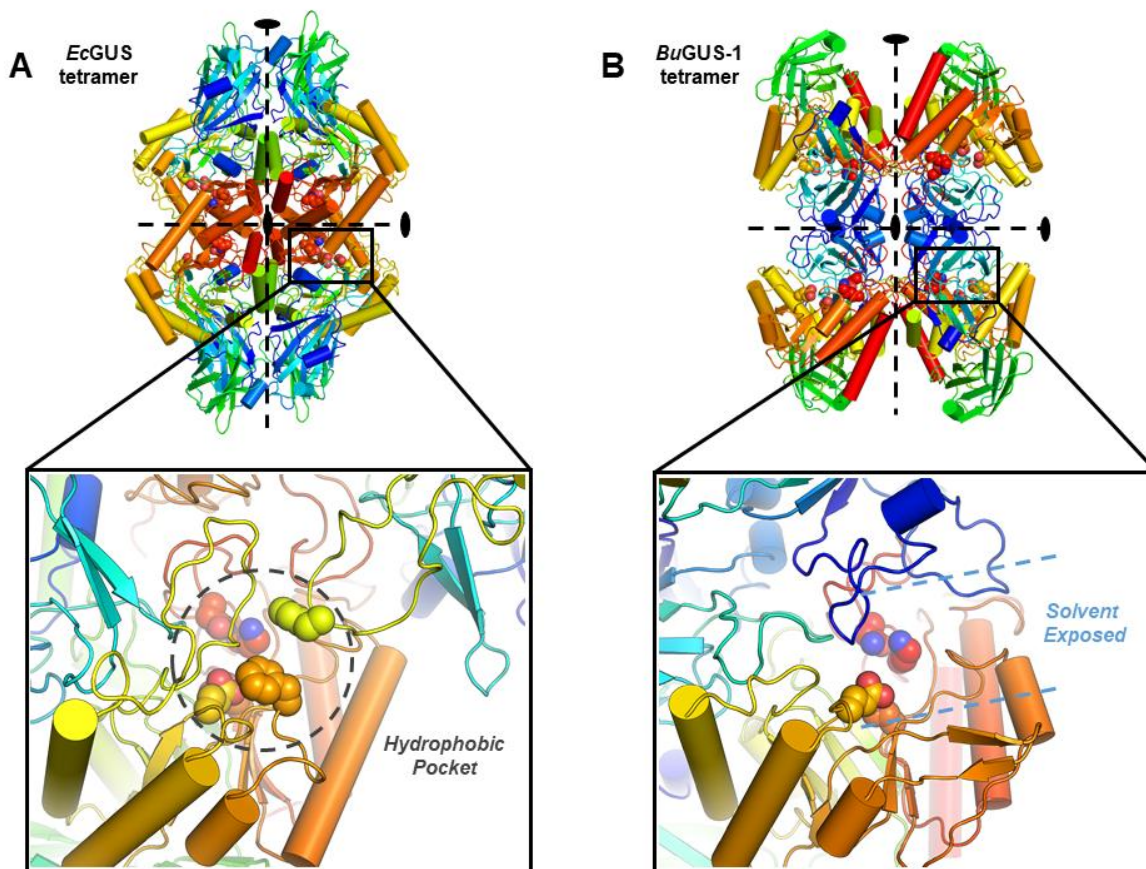 A
EcGUS
tetramer
B
BuGUS-1
tetramer
Hydrophobic
Pocket
Solvent
Exposed